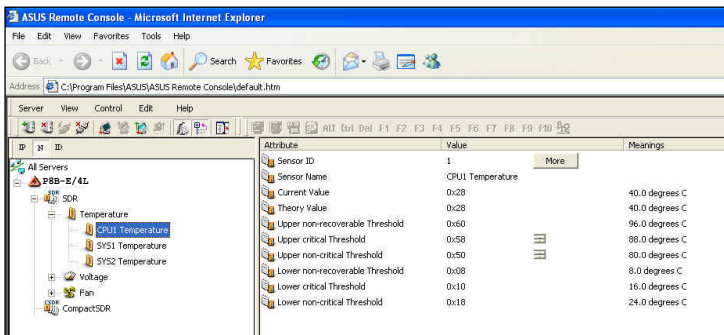 ASUS Remote Console - Microsoft Internet Explorer
File Edit View Favorites Tools Help
Back Search Favorites
Address C:\Program Files\ASUS\ASUS Remote Console\default.htm
Server View Control Edit Help
ALT Ctrl Del F1 F2 F3 F4 F5 F6 F7 F8 F9 F10
IP N ID
All Servers
P8B-E/4L
SDR SDR
Temperature
CPU1 Temperature
SYS1 Temperature
SYS2 Temperature
Voltage
Fan
CSDR CompactSDR
Attribute Value Meanings
Sensor ID 1 More
Sensor Name CPU1 Temperature
Current Value 0x28 40.0 degrees C
Theory Value 0x28 40.0 degrees C
Upper non-recoverable Threshold 0x60 96.0 degrees C
Upper critical Threshold 0x58 88.0 degrees C
Upper non-critical Threshold 0x50 80.0 degrees C
Lower non-recoverable Threshold 0x08 8.0 degrees C
Lower critical Threshold 0x10 16.0 degrees C
Lower non-critical Threshold 0x18 24.0 degrees C